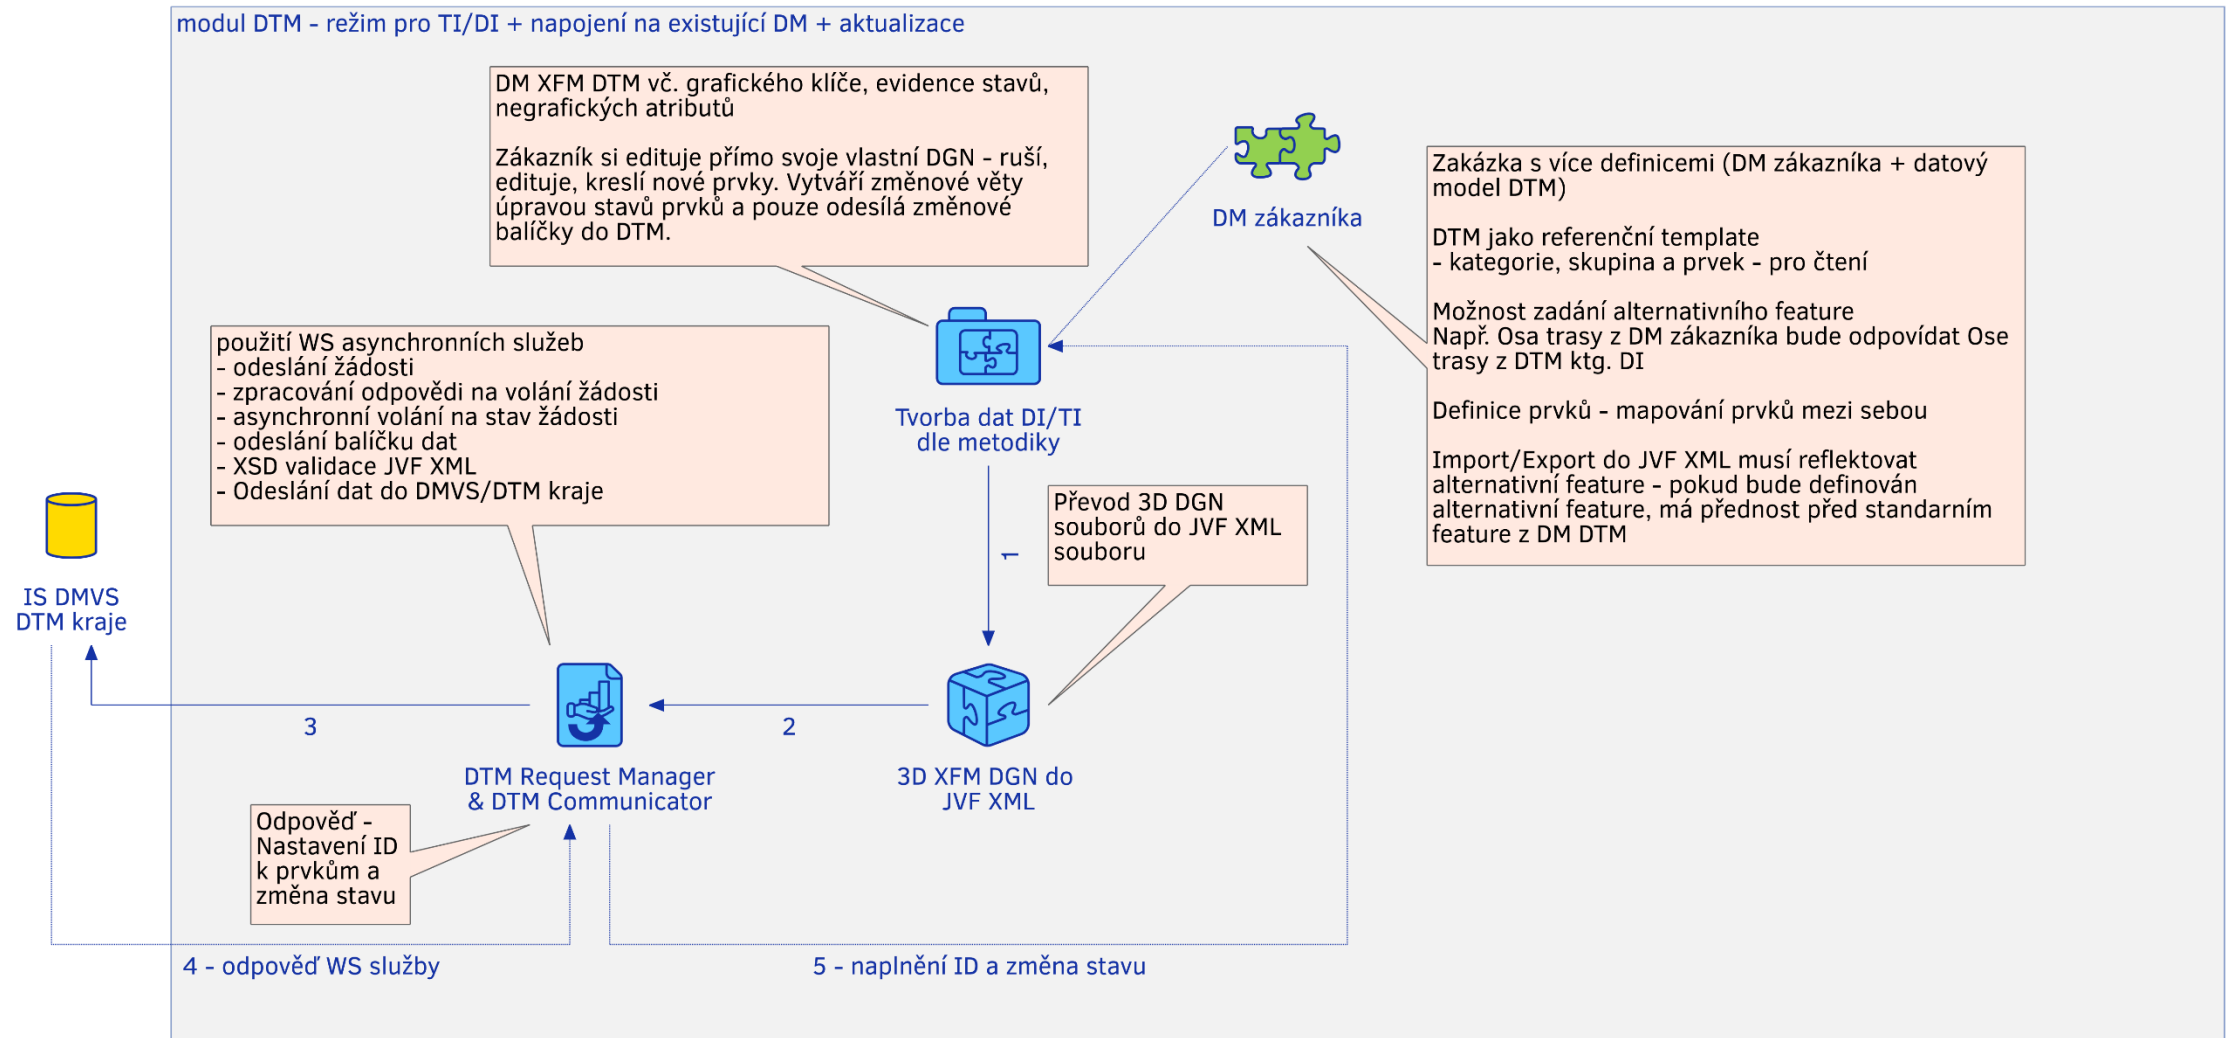 modul DTM - režim pro TI/DI + napojení na existující DM + aktualizace
DM XFM DTM vč. grafického klíče, evidence stavů,
negrafických atributů
Zákazník si edituje přímo svoje vlastní DGN - ruší,
edituje, kreslí nové prvky. Vytváří změnové věty
úpravou stavů prvků a pouze odesílá změnové
balíčky do DTM.
DM zákazníka
Zakázka s více definicemi (DM zákazníka + datový
model DTM)
DTM jako referenční template
- kategorie, skupina a prvek - pro čtení
Možnost zadání alternativního feature
Např. Osa trasy z DM zákazníka bude odpovídat Ose
trasy z DTM ktg. DI
Definice prvků - mapování prvků mezi sebou
Import/Export do JVF XML musí reflektovat
alternativní feature - pokud bude definován
alternativní feature, má přednost před standarním
feature z DM DTM
použití WS asynchronních služeb
- odeslání žádosti
- zpracování odpovědi na volání žádosti
- asynchronní volání na stav žádosti
- odeslání balíčku dat
- XSD validace JVF XML
- Odeslání dat do DMVS/DTM kraje
Tvorba dat DI/TI
dle metodiky
Převod 3D DGN
souborů do JVF XML
souboru
1
IS DMVS
DTM kraje
3
2
DTM Request Manager
& DTM Communicator
3D XFM DGN do
JVF XML
Odpověď -
Nastavení ID
k prvkům a
změna stavu
4 - odpověď WS služby
5 - naplnění ID a změna stavu